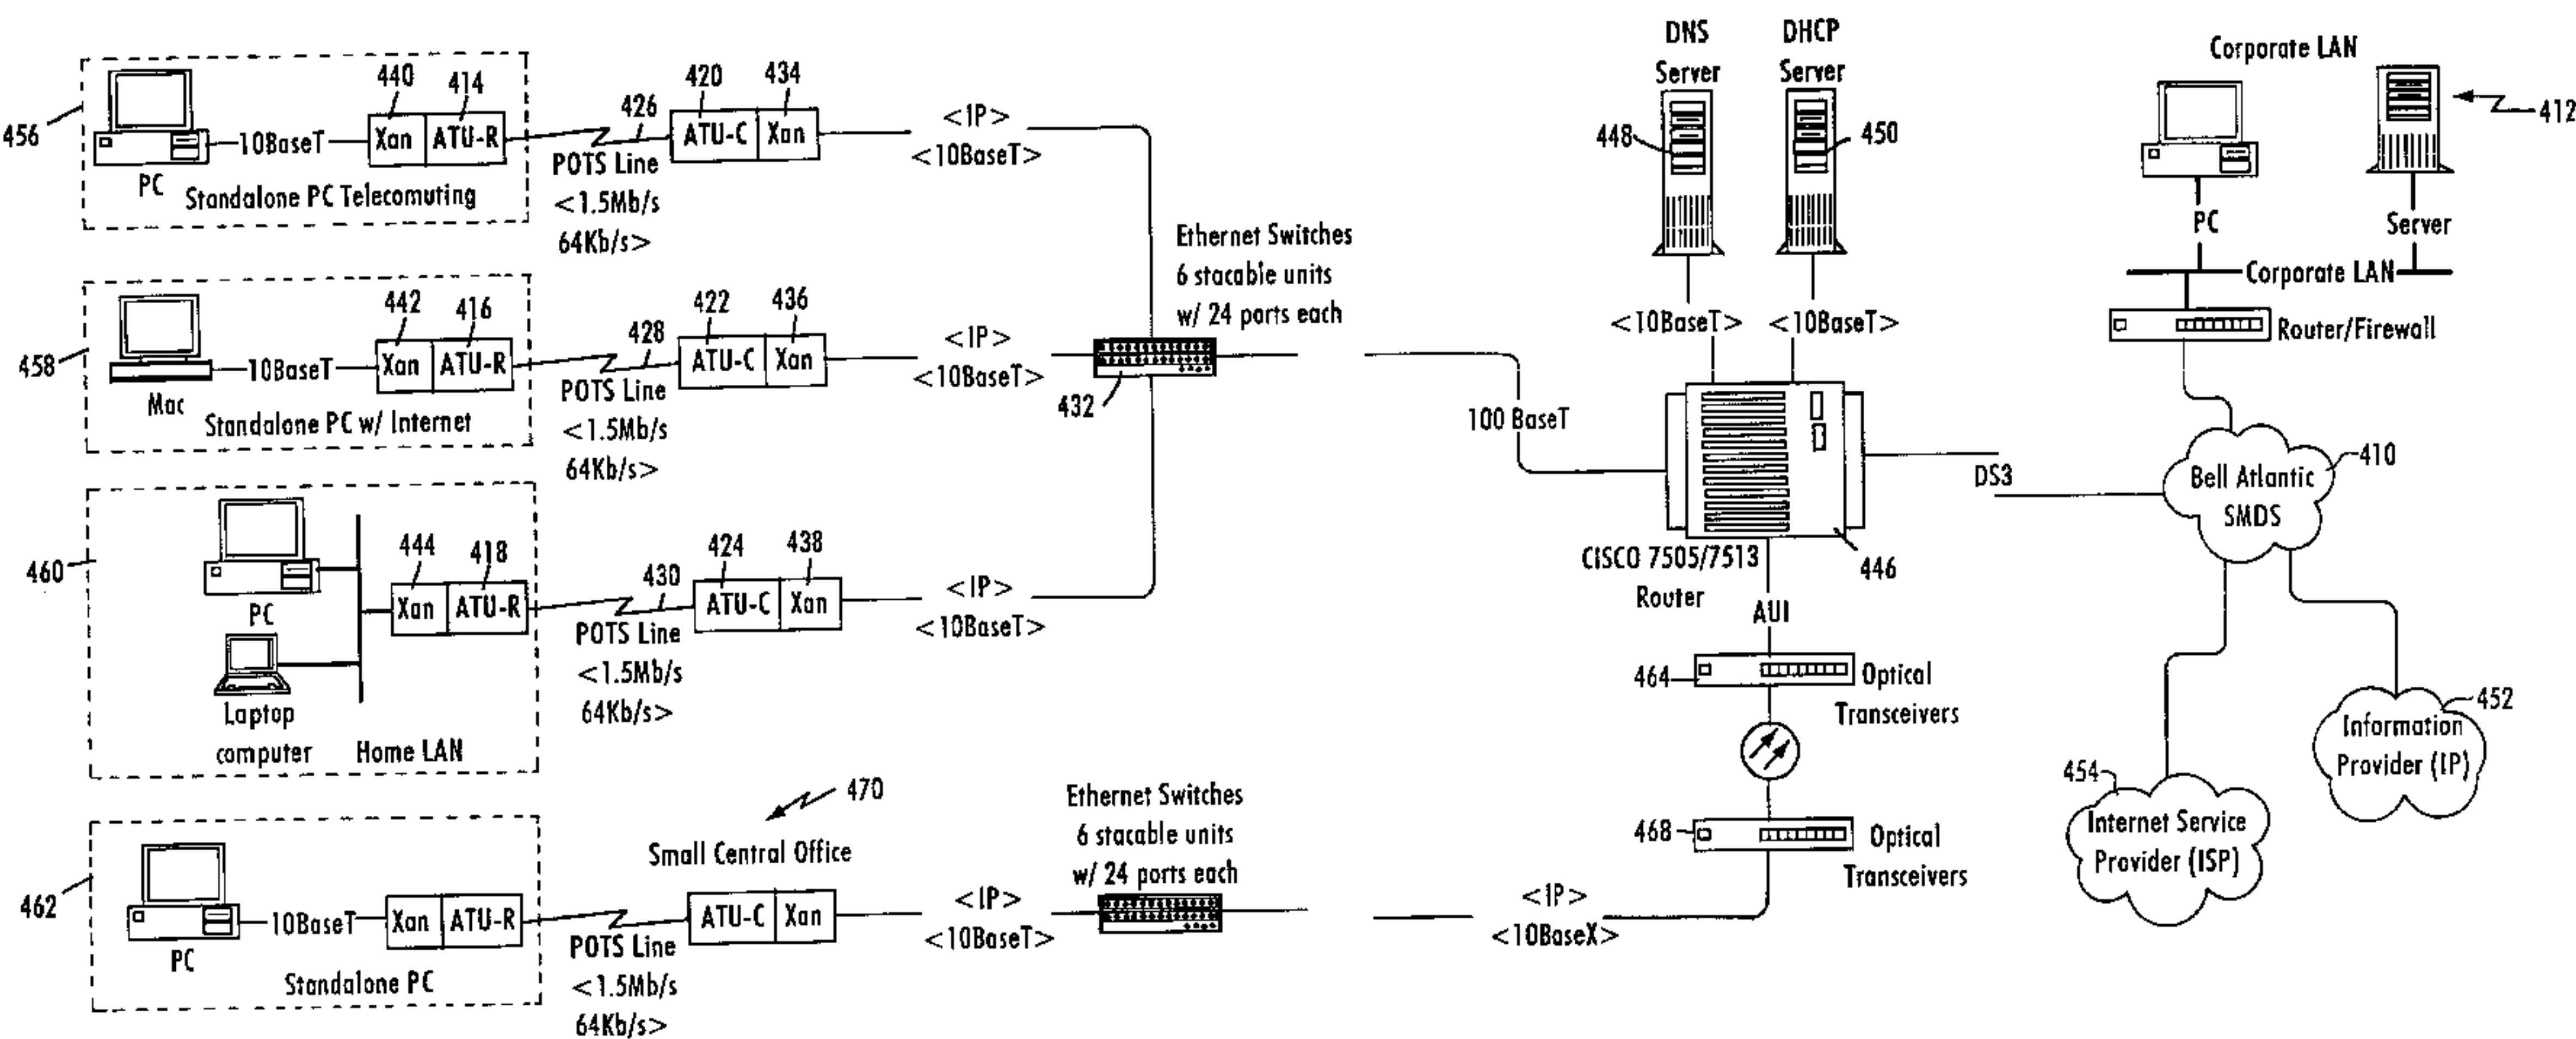 456
PC
10BaseT
440
414
Xan
ATU-R
Standalone PC Telecomuting
426
POTS Line
<1.5Mb/s
64Kb/s>
420
434
ATU-C
Xan
<IP>
<10BaseT>
458
Mac
10BaseT
442
416
Xan
ATU-R
Standalone PC w/ Internet
428
POTS Line
<1.5Mb/s
64Kb/s>
422
436
ATU-C
Xan
<IP>
<10BaseT>
Ethernet Switches
6 stacable units
w/ 24 ports each
432
460
PC
Laptop
computer
Home LAN
444
418
Xan
ATU-R
430
POTS Line
<1.5Mb/s
64Kb/s>
424
438
ATU-C
Xan
<IP>
<10BaseT>
462
PC
10BaseT
Xan
ATU-R
Standalone PC
POTS Line
<1.5Mb/s
64Kb/s>
470
Small Central Office
ATU-C
Xan
<IP>
<10BaseT>
Ethernet Switches
6 stacable units
w/ 24 ports each
<IP>
<10BaseX>
DNS
Server
448
<10BaseT>
DHCP
Server
450
<10BaseT>
100 BaseT
CISCO 7505/7513
Router
446
AUI
464
Optical
Transceivers
468
Optical
Transceivers
DS3
Corporate LAN
412
PC
Server
Corporate LAN
Router/Firewall
410
Bell Atlantic
SMDS
452
Information
Provider (IP)
454
Internet Service
Provider (ISP)